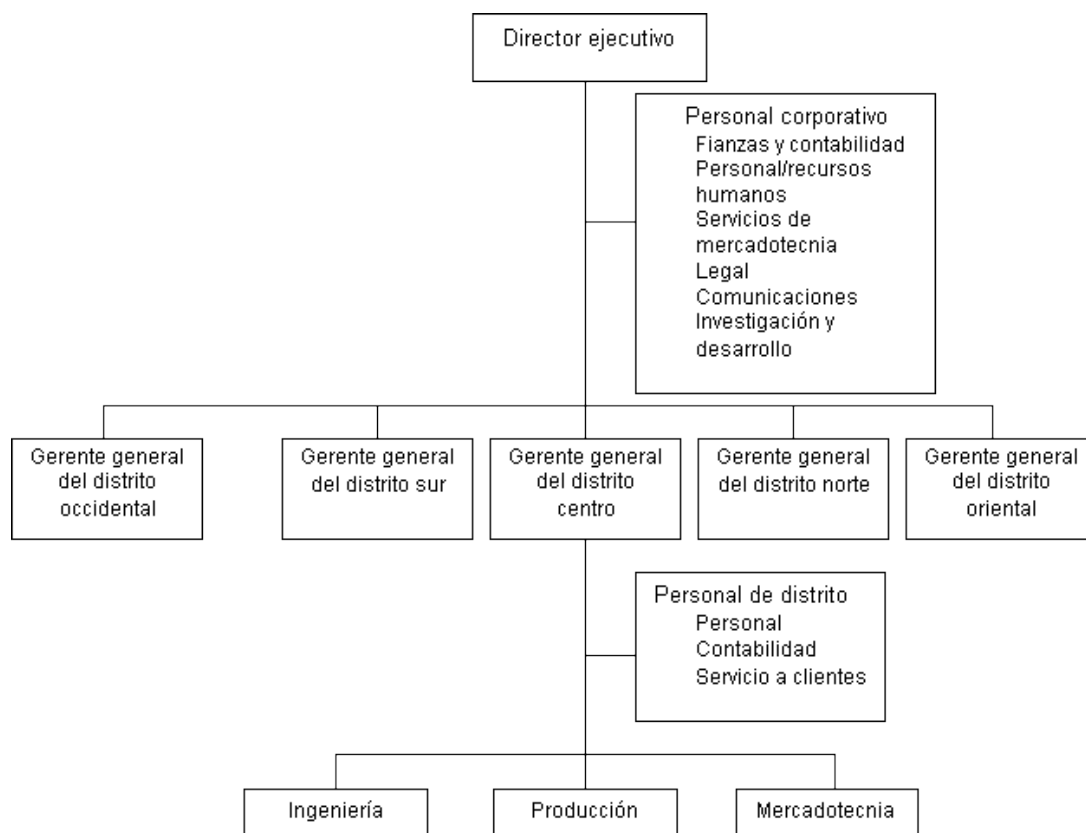 Director ejecutivo
Personal corporativo
Fianzas y contabilidad
Personal/recursos
humanos
Servicios de
mercadotecnia
Legal
Comunicaciones
Investigación y
desarrollo
Gerente general
del distrito
occidental
Gerente general
del distrito sur
Gerente general
del distrito
centro
Gerente general
del distrito norte
Gerente general
del distrito
oriental
Personal de distrito
Personal
Contabilidad
Servicio a clientes
Ingeniería
Producción
Mercadotecnia